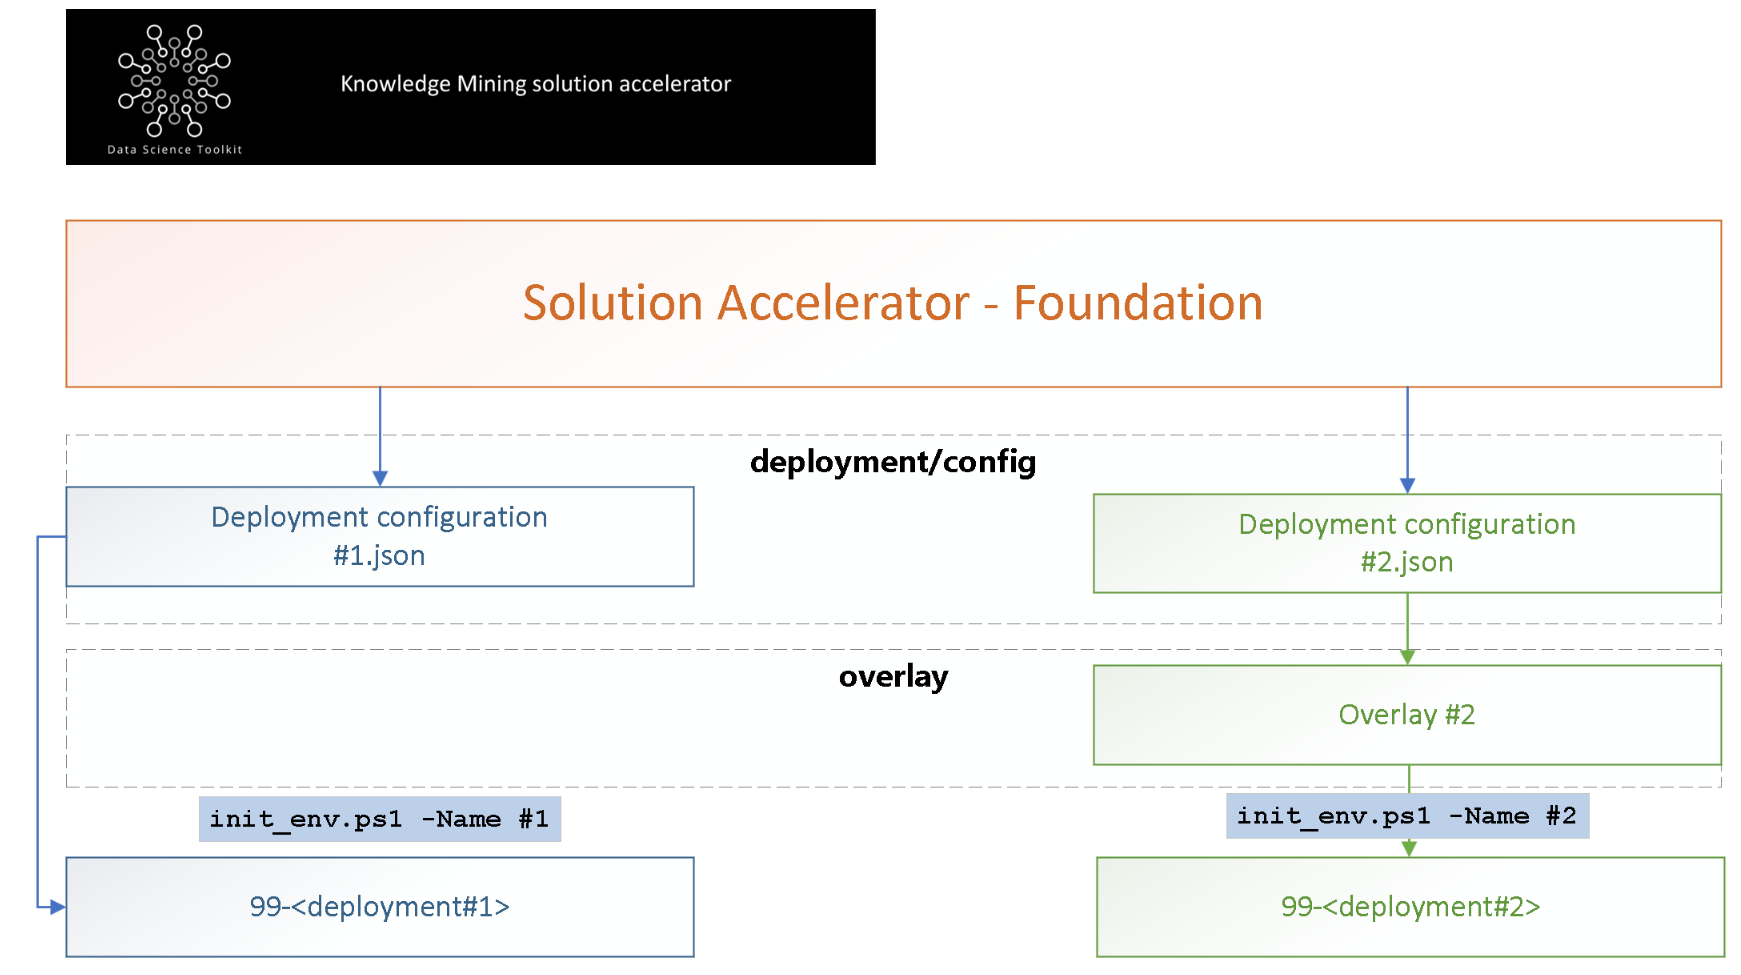 Knowledge Mining solution accelerator
Data Science Toolkit
Solution Accelerator - Foundation
deployment/config
Deployment configuration
#1.json
Deployment configuration
#2.json
overlay
Overlay #2
init_env.ps1 -Name #1
init_env.ps1 -Name #2
99-<deployment#1>
99-<deployment#2>